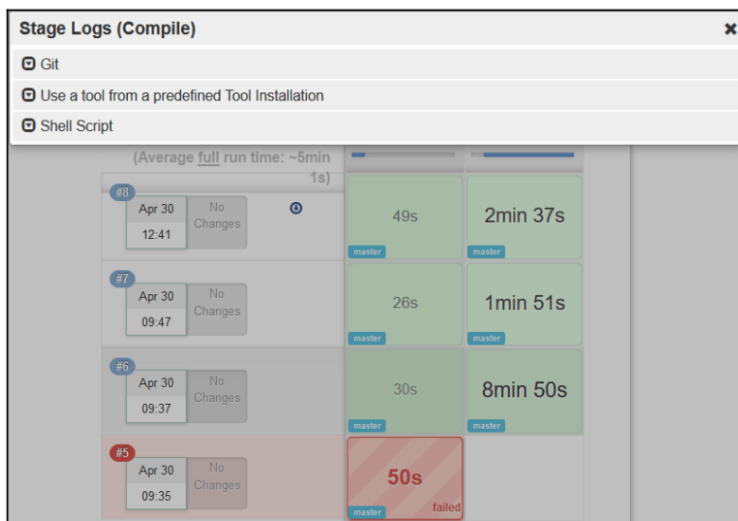 Stage Logs (Compile)
Git
Use a tool from a predefined Tool Installation
Shell Script
(Average full run time: ~5min
1s)
#8
Apr 30
12:41
No
Changes
49s
master
2min 37s
master
#7
Apr 30
09:47
No
Changes
26s
master
1min 51s
master
#6
Apr 30
09:37
No
Changes
30s
master
8min 50s
master
#5
Apr 30
09:35
No
Changes
50s
master
failed